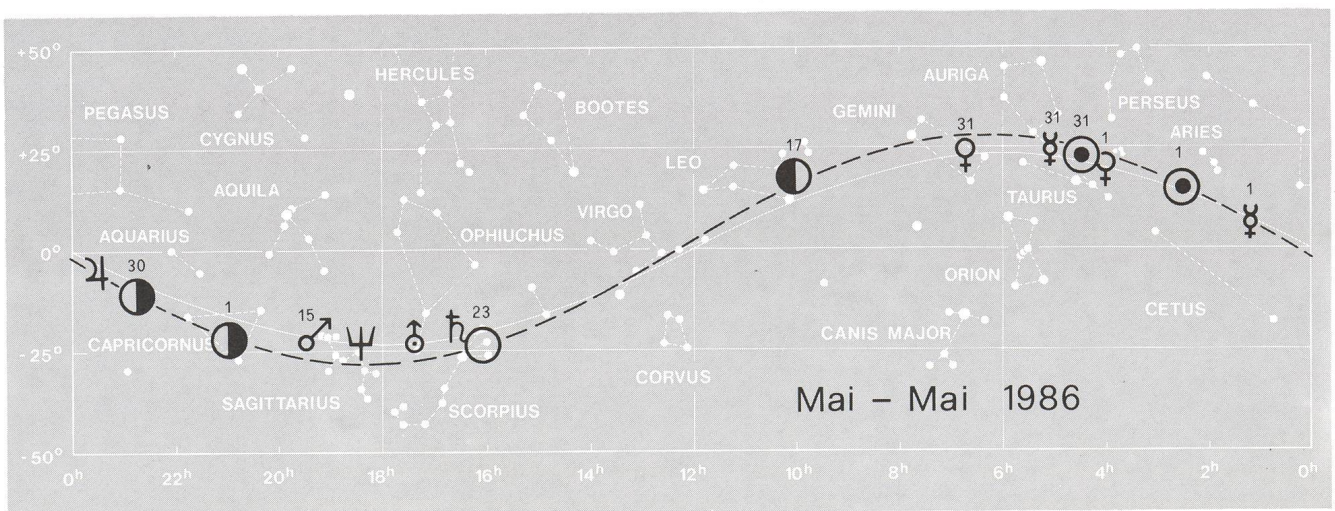 +50°
HERCULES
AURIGA
PEGASUS
BOOTES
GEMINI
PERSEUS
CYGNUS
31
31
31
1
ARIES
+25°
17
LEO
1
AQUILA
TAURUS
1
VIRGO
AQUARIUS
OPHIUCHUS
0°
30
ORION
1
15
23
CETUS
CAPRICORNUS
CANIS MAJOR
-25°
CORVUS
SAGITTARIUS
SCORPIUS
Mai – Mai 1986
-50°
0h 22h 20h 18h 16h 14h 12h 10h 8h 6h 4h 2h 0h